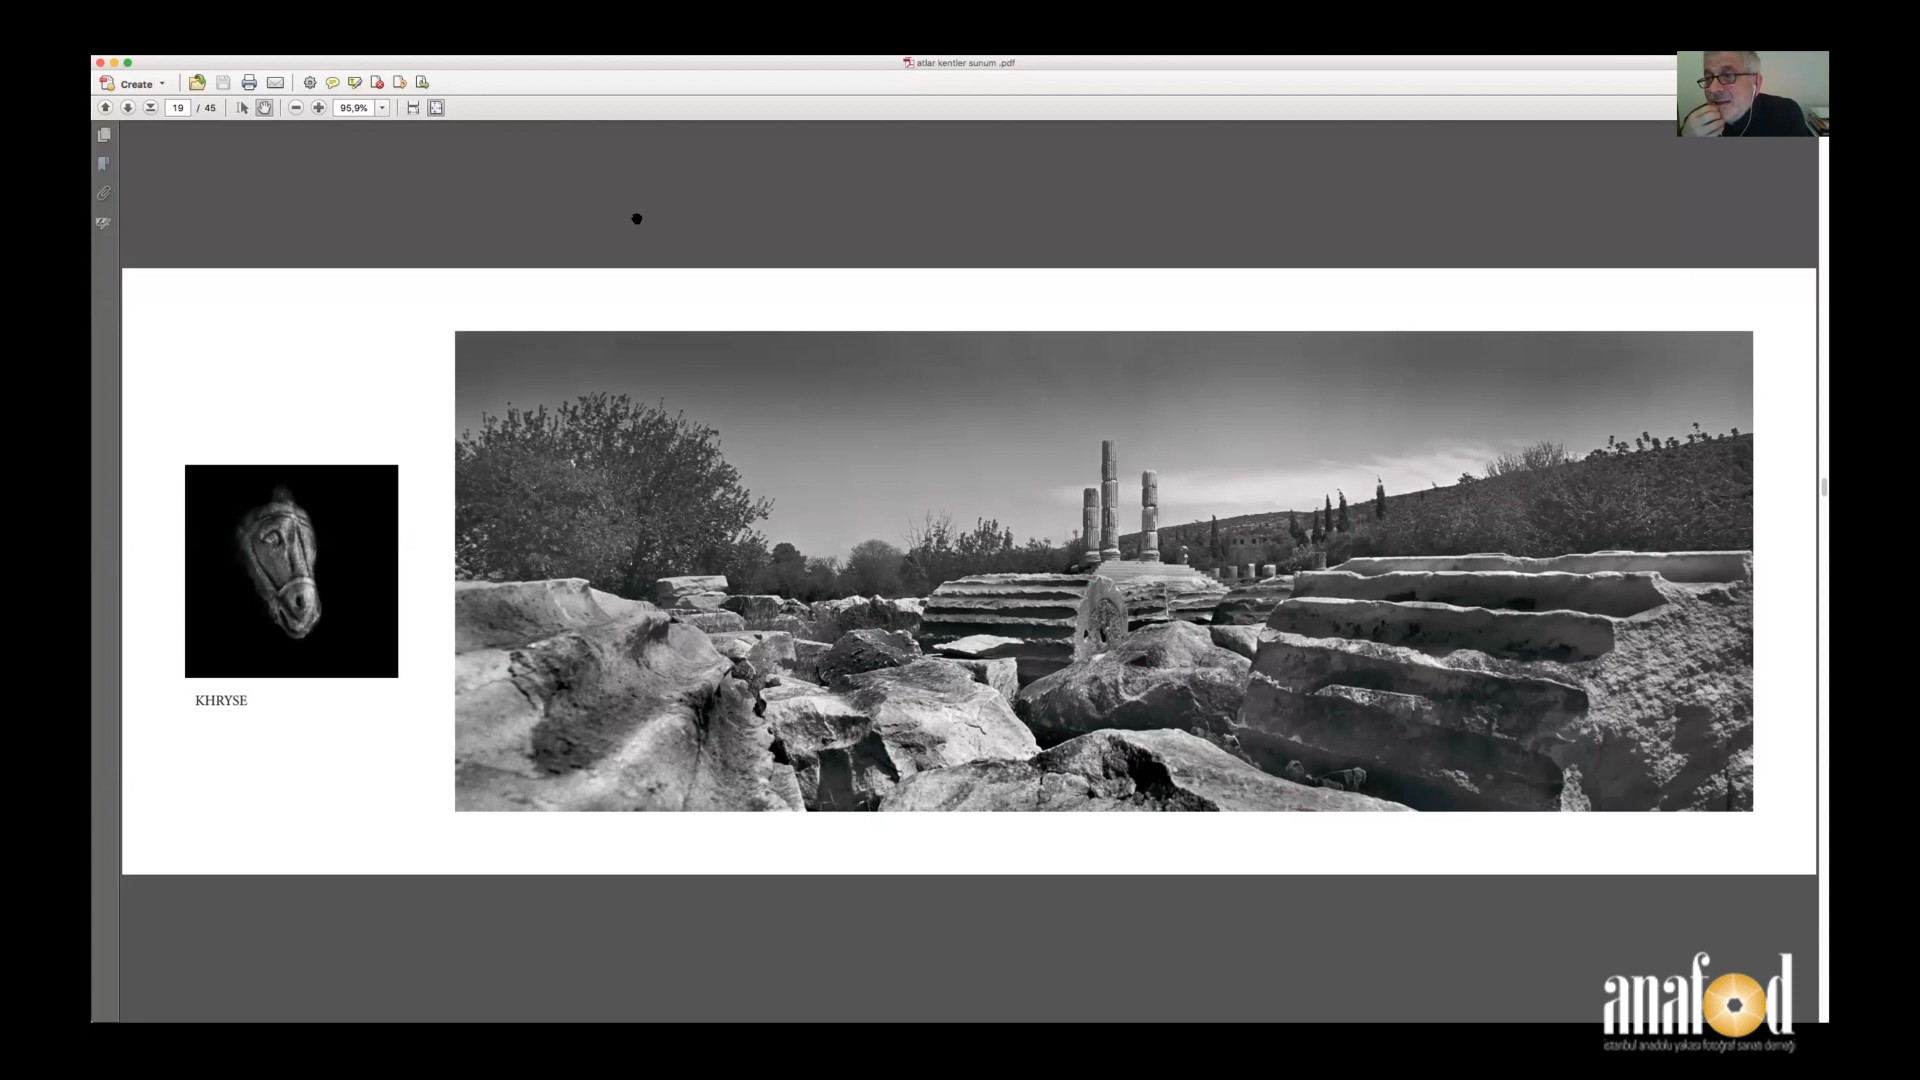 atlar kentler sunum .pdf
Create
19 / 45
95,9%
KHRYSE
anafod
istanbul anadolu yakası fotoğraf sanatı derneği